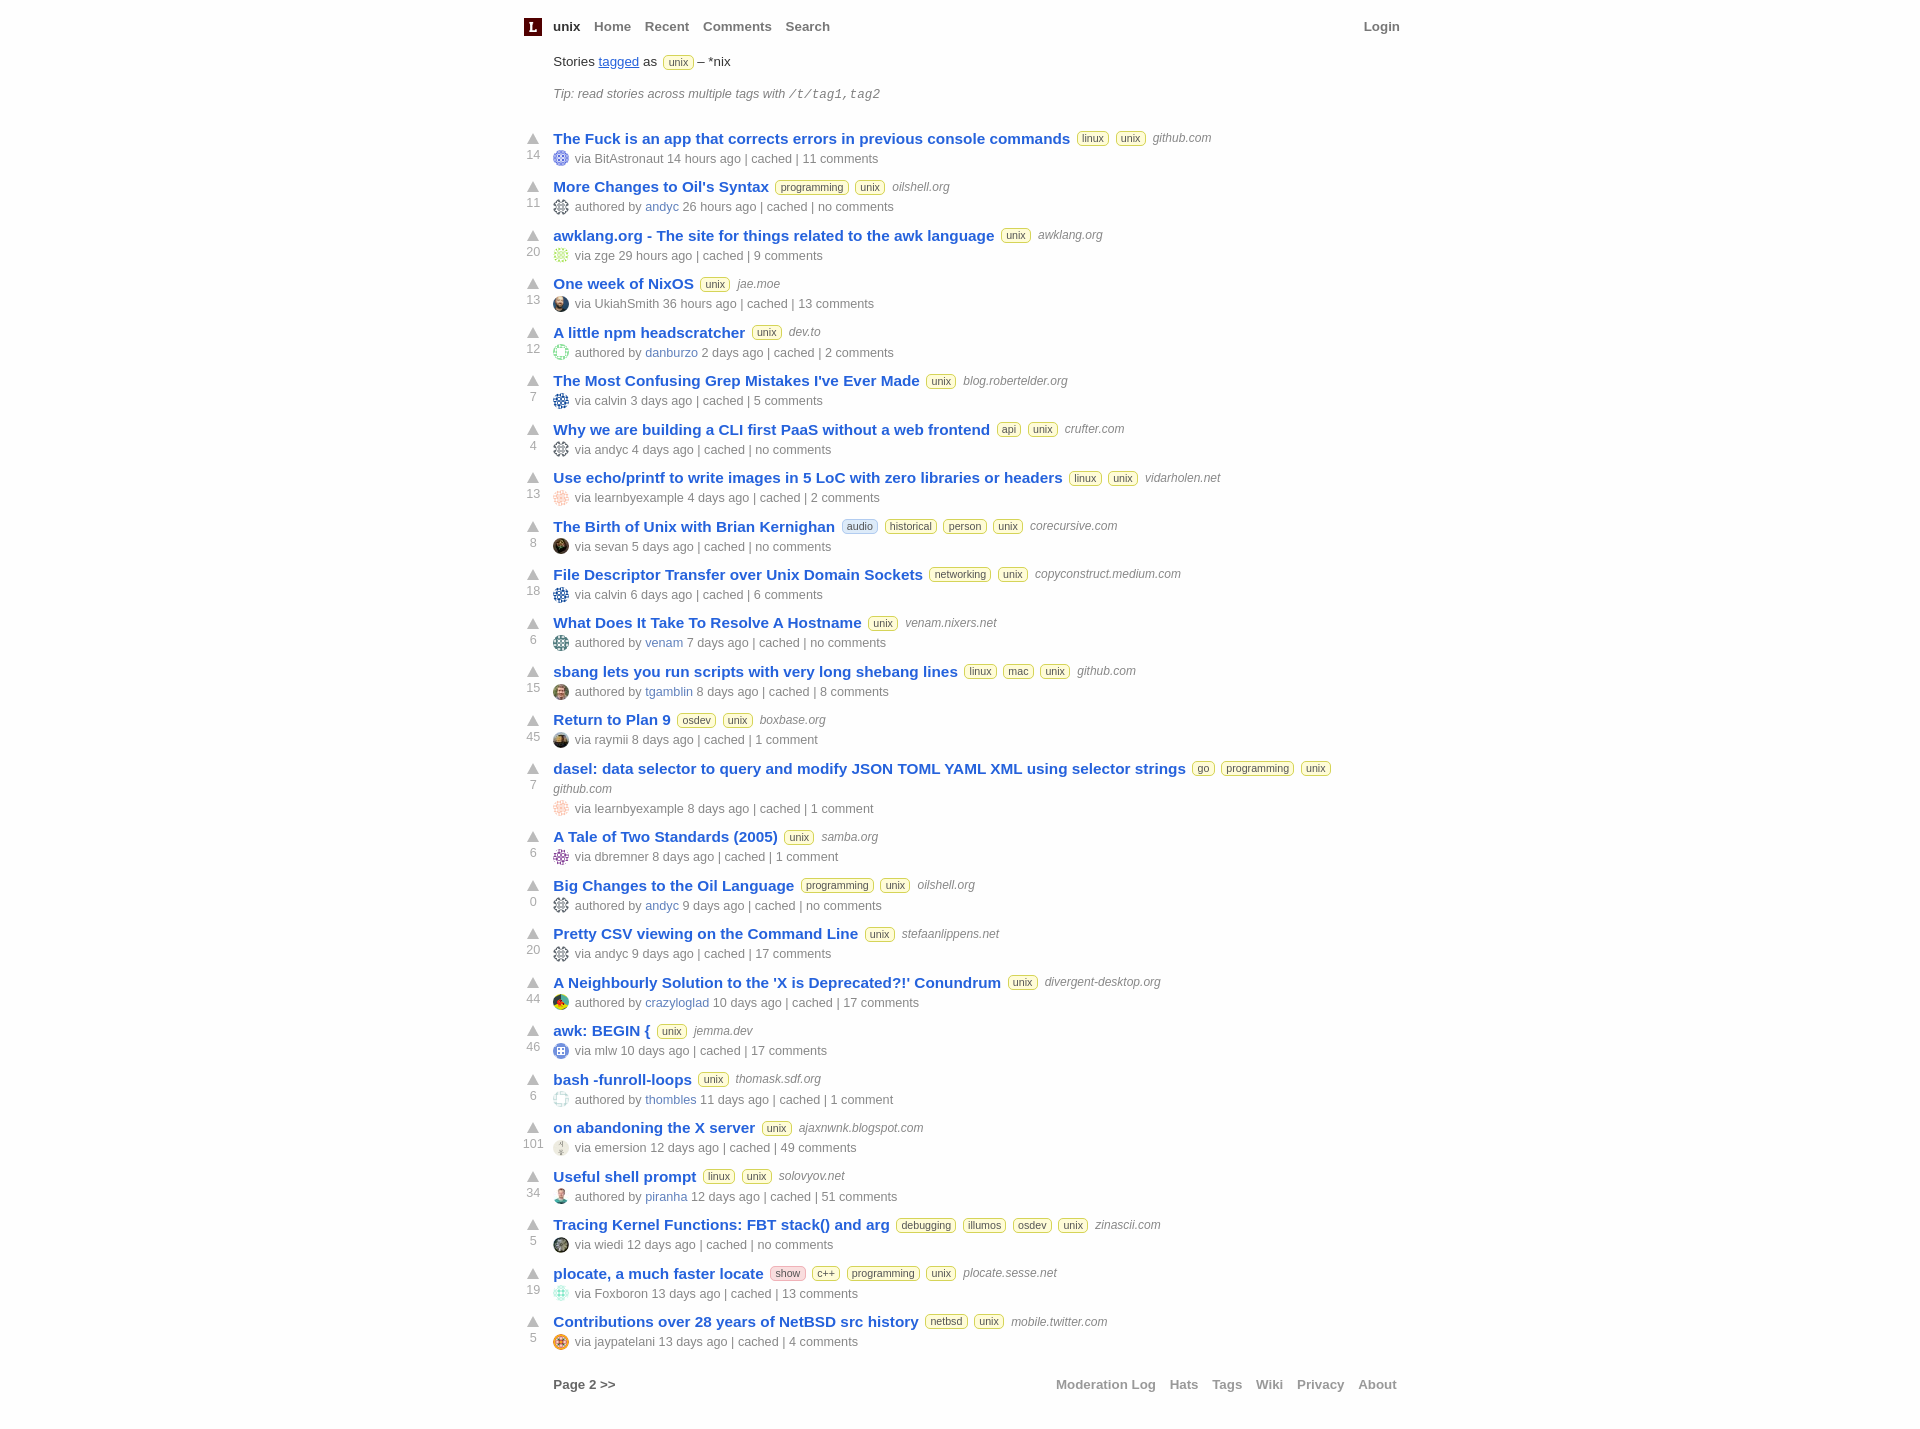 L unix Home Recent Comments Search Login
Stories tagged as unix – *nix
Tip: read stories across multiple tags with /t/tag1,tag2
The Fuck is an app that corrects errors in previous console commands linux unix github.com
14 via BitAstronaut 14 hours ago | cached | 11 comments
More Changes to Oil's Syntax programming unix oilshell.org
11 authored by andyc 26 hours ago | cached | no comments
awklang.org - The site for things related to the awk language unix awklang.org
20 via zge 29 hours ago | cached | 9 comments
One week of NixOS unix jae.moe
13 via UkiahSmith 36 hours ago | cached | 13 comments
A little npm headscratcher unix dev.to
12 authored by danburzo 2 days ago | cached | 2 comments
The Most Confusing Grep Mistakes I've Ever Made unix blog.robertelder.org
7 via calvin 3 days ago | cached | 5 comments
Why we are building a CLI first PaaS without a web frontend api unix crufter.com
4 via andyc 4 days ago | cached | no comments
Use echo/printf to write images in 5 LoC with zero libraries or headers linux unix vidarholen.net
13 via learnbyexample 4 days ago | cached | 2 comments
The Birth of Unix with Brian Kernighan audio historical person unix corecursive.com
8 via sevan 5 days ago | cached | no comments
File Descriptor Transfer over Unix Domain Sockets networking unix copyconstruct.medium.com
18 via calvin 6 days ago | cached | 6 comments
What Does It Take To Resolve A Hostname unix venam.nixers.net
6 authored by venam 7 days ago | cached | no comments
sbang lets you run scripts with very long shebang lines linux mac unix github.com
15 authored by tgamblin 8 days ago | cached | 8 comments
Return to Plan 9 osdev unix boxbase.org
45 via raymii 8 days ago | cached | 1 comment
dasel: data selector to query and modify JSON TOML YAML XML using selector strings go programming unix
7 github.com
via learnbyexample 8 days ago | cached | 1 comment
A Tale of Two Standards (2005) unix samba.org
6 via dbremner 8 days ago | cached | 1 comment
Big Changes to the Oil Language programming unix oilshell.org
0 authored by andyc 9 days ago | cached | no comments
Pretty CSV viewing on the Command Line unix stefaanlippens.net
20 via andyc 9 days ago | cached | 17 comments
A Neighbourly Solution to the 'X is Deprecated?!' Conundrum unix divergent-desktop.org
44 authored by crazyloglad 10 days ago | cached | 17 comments
awk: BEGIN { unix jemma.dev
46 via mlw 10 days ago | cached | 17 comments
bash -funroll-loops unix thomask.sdf.org
6 authored by thombles 11 days ago | cached | 1 comment
on abandoning the X server unix ajaxnwnk.blogspot.com
101 via emersion 12 days ago | cached | 49 comments
Useful shell prompt linux unix solovyov.net
34 authored by piranha 12 days ago | cached | 51 comments
Tracing Kernel Functions: FBT stack() and arg debugging illumos osdev unix zinascii.com
5 via wiedi 12 days ago | cached | no comments
plocate, a much faster locate show c++ programming unix plocate.sesse.net
19 via Foxboron 13 days ago | cached | 13 comments
Contributions over 28 years of NetBSD src history netbsd unix mobile.twitter.com
5 via jaypatelani 13 days ago | cached | 4 comments
Page 2 >> Moderation Log Hats Tags Wiki Privacy About